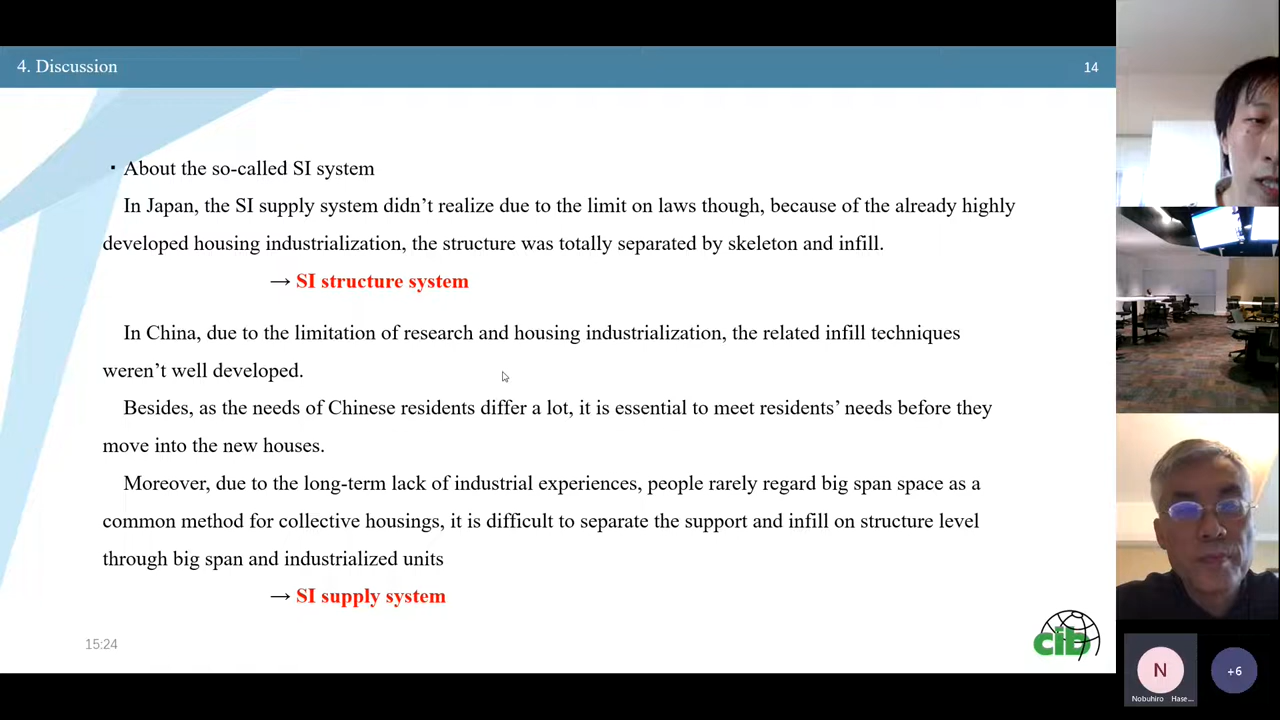 4. Discussion
14
・About the so-called SI system
In Japan, the SI supply system didn’t realize due to the limit on laws though, because of the already highly
developed housing industrialization, the structure was totally separated by skeleton and infill.
→ SI structure system
In China, due to the limitation of research and housing industrialization, the related infill techniques
weren’t well developed.
Besides, as the needs of Chinese residents differ a lot, it is essential to meet residents’ needs before they
move into the new houses.
Moreover, due to the long-term lack of industrial experiences, people rarely regard big span space as a
common method for collective housings, it is difficult to separate the support and infill on structure level
through big span and industrialized units
→ SI supply system
15:24
cib
N
+6
Nobuhiro Hase...